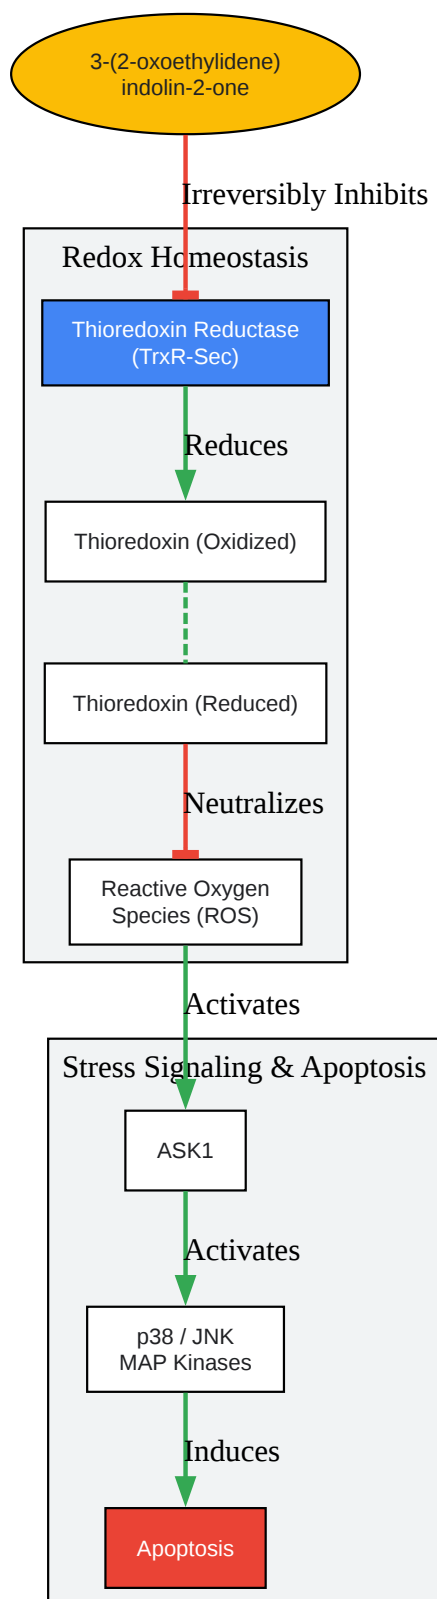 3-(2-oxoethylidene)
indolin-2-one
Irreversibly Inhibits
Redox Homeostasis
Thioredoxin Reductase
(TrxR-Sec)
Reduces
Thioredoxin (Oxidized)
Thioredoxin (Reduced)
Neutralizes
Reactive Oxygen
Species (ROS)
Activates
Stress Signaling & Apoptosis
ASK1
Activates
p38 / JNK
MAP Kinases
Induces
Apoptosis